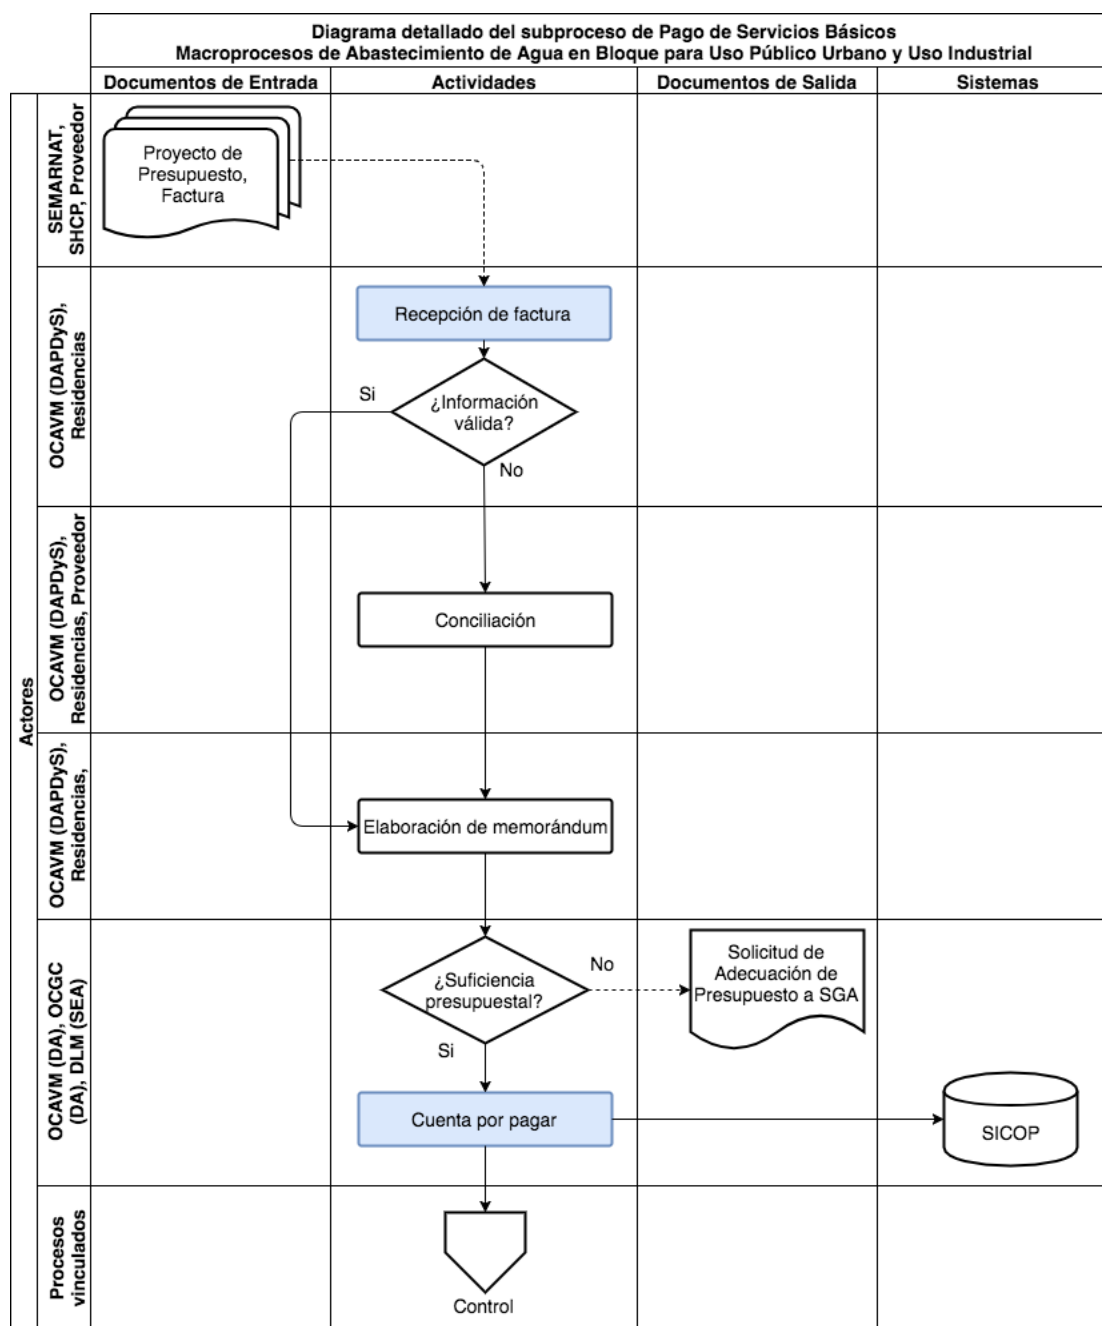 Diagrama detallado del subproceso de Pago de Servicios Básicos
Macroprocesos de Abastecimiento de Agua en Bloque para Uso Público Urbano y Uso Industrial
Documentos de Entrada
Actividades
Documentos de Salida
Sistemas
Actores
SEMARNAT,
SHCP, Proveedor
Proyecto de
Presupuesto,
Factura
OCAVM (DAPDyS),
Residencias
Recepción de factura
¿Información
válida?
Si
No
OCAVM (DAPDyS),
Residencias, Proveedor
Conciliación
OCAVM (DAPDyS),
Residencias,
Elaboración de memorándum
OCAVM (DA), OCGC
(DA), DLM (SEA)
¿Suficiencia
presupuestal?
No
Si
Solicitud de
Adecuación de
Presupuesto a SGA
Cuenta por pagar
SICOP
Procesos
vinculados
Control